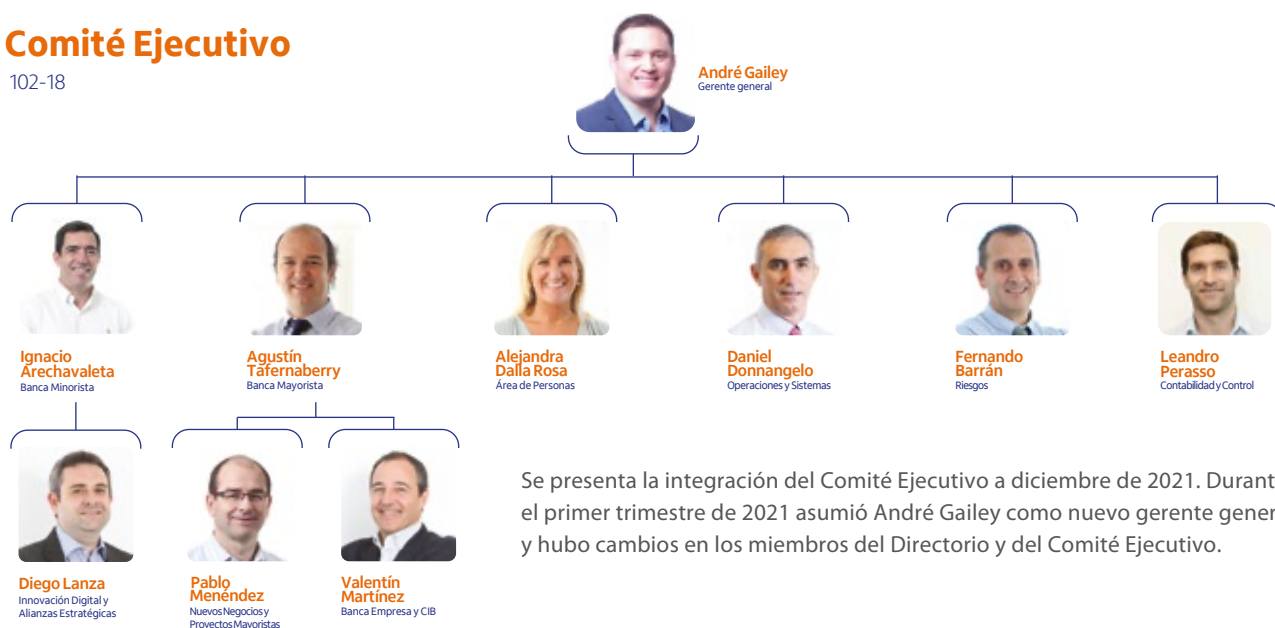 Comité Ejecutivo
102-18
André Gailey
Gerente general
Ignacio
Arechavaleta
Banca Minorista
Agustín
Tafernaberry
Banca Mayorista
Alejandra
Dalla Rosa
Área de Personas
Daniel
Donnangelo
Operaciones y Sistemas
Fernando
Barrán
Riesgos
Leandro
Perasso
Contabilidad y Control
Diego Lanza
Innovación Digital y
Alianzas Estratégicas
Pablo
Menéndez
Nuevos Negocios y
Proyectos Mayoristas
Valentín
Martínez
Banca Empresa y CIB
Se presenta la integración del Comité Ejecutivo a diciembre de 2021. Durant
el primer trimestre de 2021 asumió André Gailey como nuevo gerente gener
y hubo cambios en los miembros del Directorio y del Comité Ejecutivo.